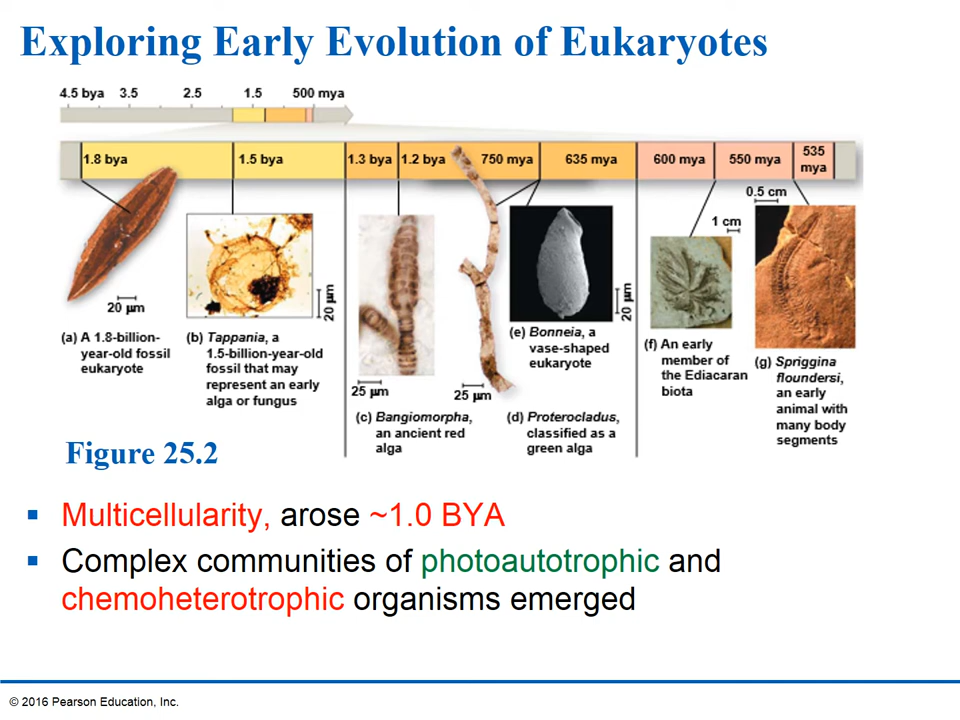 Exploring Early Evolution of Eukaryotes
4.5 bya 3.5 2.5 1.5 500 mya
1.8 bya 1.5 bya 1.3 bya 1.2 bya 750 mya 635 mya 600 mya 550 mya 535 mya
0.5 cm
1 cm
20 µm
20 µm
25 µm
25 µm
20 µm
(a) A 1.8-billion-
year-old fossil
eukaryote
(b) Tappania, a
1.5-billion-year-old
fossil that may
represent an early
alga or fungus
(c) Bangiomorpha,
an ancient red
alga
(d) Proterocladus,
classified as a
green alga
(e) Bonneia, a
vase-shaped
eukaryote
(f) An early
member of
the Ediacaran
biota
(g) Spriggina
floundersi,
an early
animal with
many body
segments
Figure 25.2
▪ Multicellularity, arose ~1.0 BYA
▪ Complex communities of photoautotrophic and
chemoheterotrophic organisms emerged
© 2016 Pearson Education, Inc.